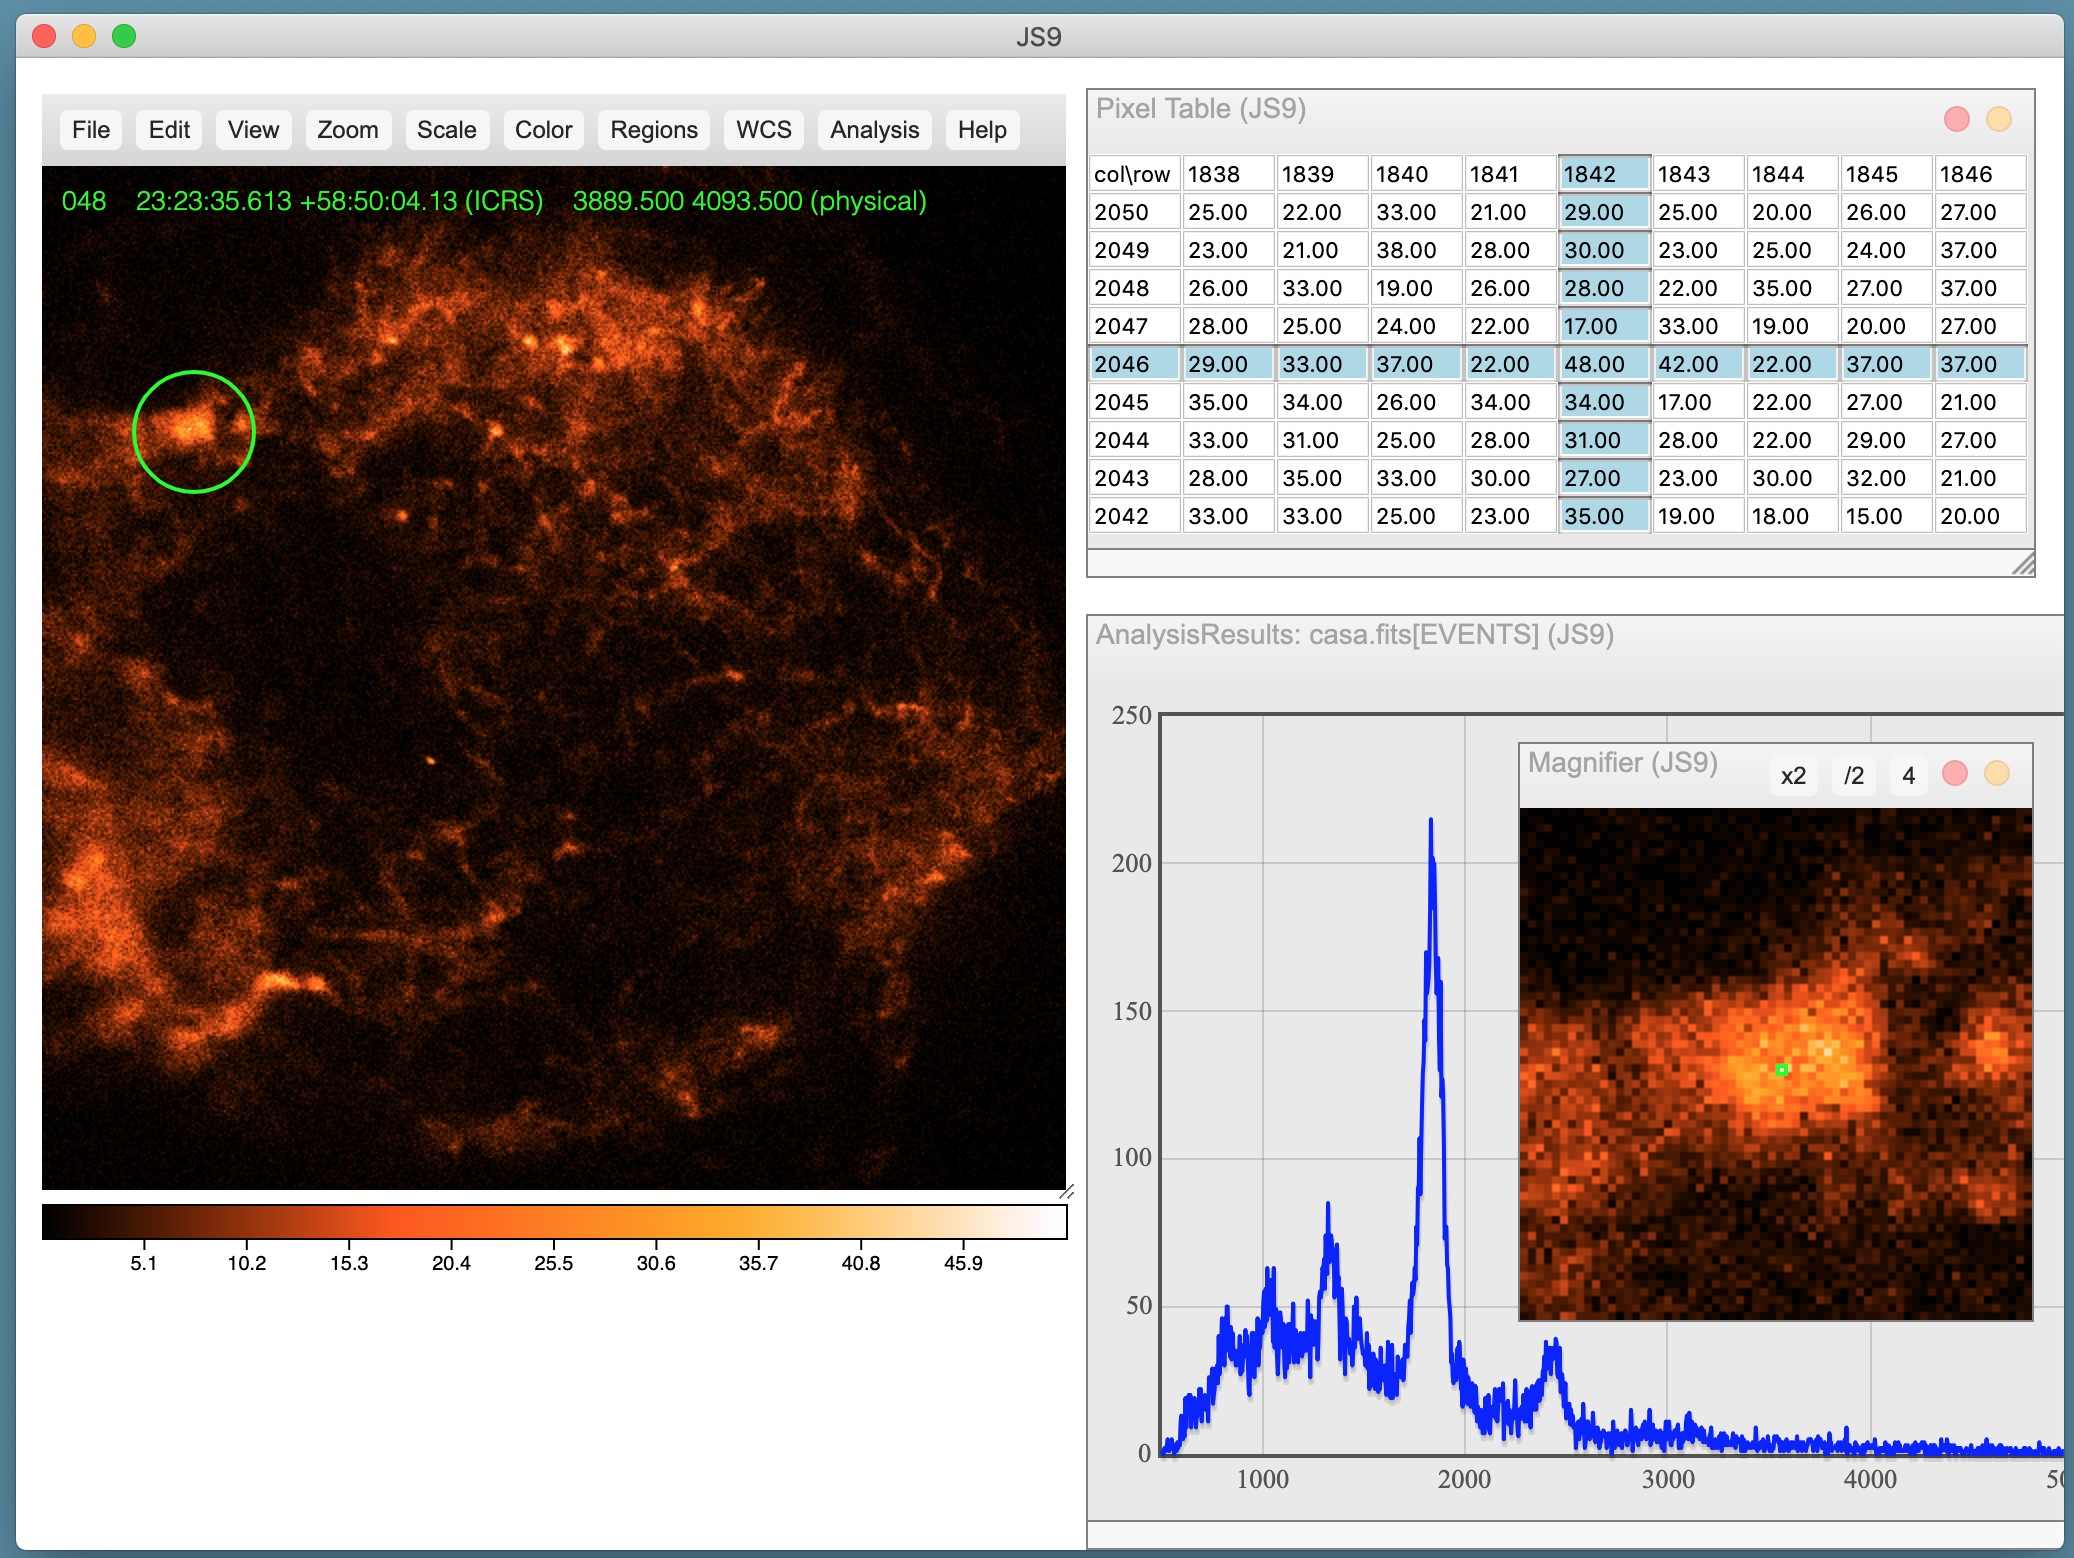 JS9
File Edit View Zoom Scale Color Regions WCS Analysis Help
048 23:23:35.613 +58:50:04.13 (ICRS) 3889.500 4093.500 (physical)
5.1 10.2 15.3 20.4 25.5 30.6 35.7 40.8 45.9
Pixel Table (JS9)
col\row 1838 1839 1840 1841 1842 1843 1844 1845 1846
2050 25.00 22.00 33.00 21.00 29.00 25.00 20.00 26.00 27.00
2049 23.00 21.00 38.00 28.00 30.00 23.00 25.00 24.00 37.00
2048 26.00 33.00 19.00 26.00 28.00 22.00 35.00 27.00 37.00
2047 28.00 25.00 24.00 22.00 17.00 33.00 19.00 20.00 27.00
2046 29.00 33.00 37.00 22.00 48.00 42.00 22.00 37.00 37.00
2045 35.00 34.00 26.00 34.00 34.00 17.00 22.00 27.00 21.00
2044 33.00 31.00 25.00 28.00 31.00 28.00 22.00 29.00 27.00
2043 28.00 35.00 33.00 30.00 27.00 23.00 30.00 32.00 21.00
2042 33.00 33.00 25.00 23.00 35.00 19.00 18.00 15.00 20.00
AnalysisResults: casa.fits[EVENTS] (JS9)
250
200
150
100
50
0
1000 2000 3000 4000
Magnifier (JS9) x2 /2 4